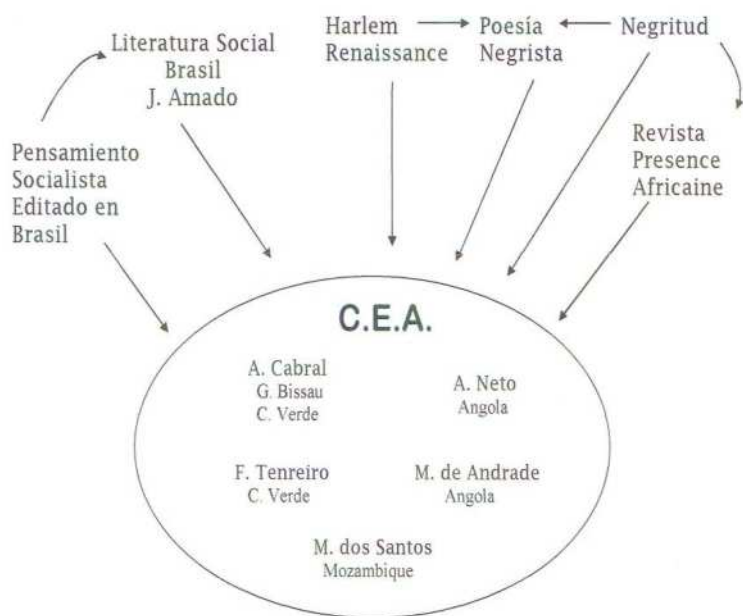 Literatura Social
Brasil
J. Amado
Harlem
Renaissance
Poesía
Negrista
Negritud
Pensamiento
Socialista
Editado en
Brasil
Revista
Presence
Africaine
C.E.A.
A. Cabral
G. Bissau
C. Verde
A. Neto
Angola
F. Tenreiro
C. Verde
M. de Andrade
Angola
M. dos Santos
Mozambique